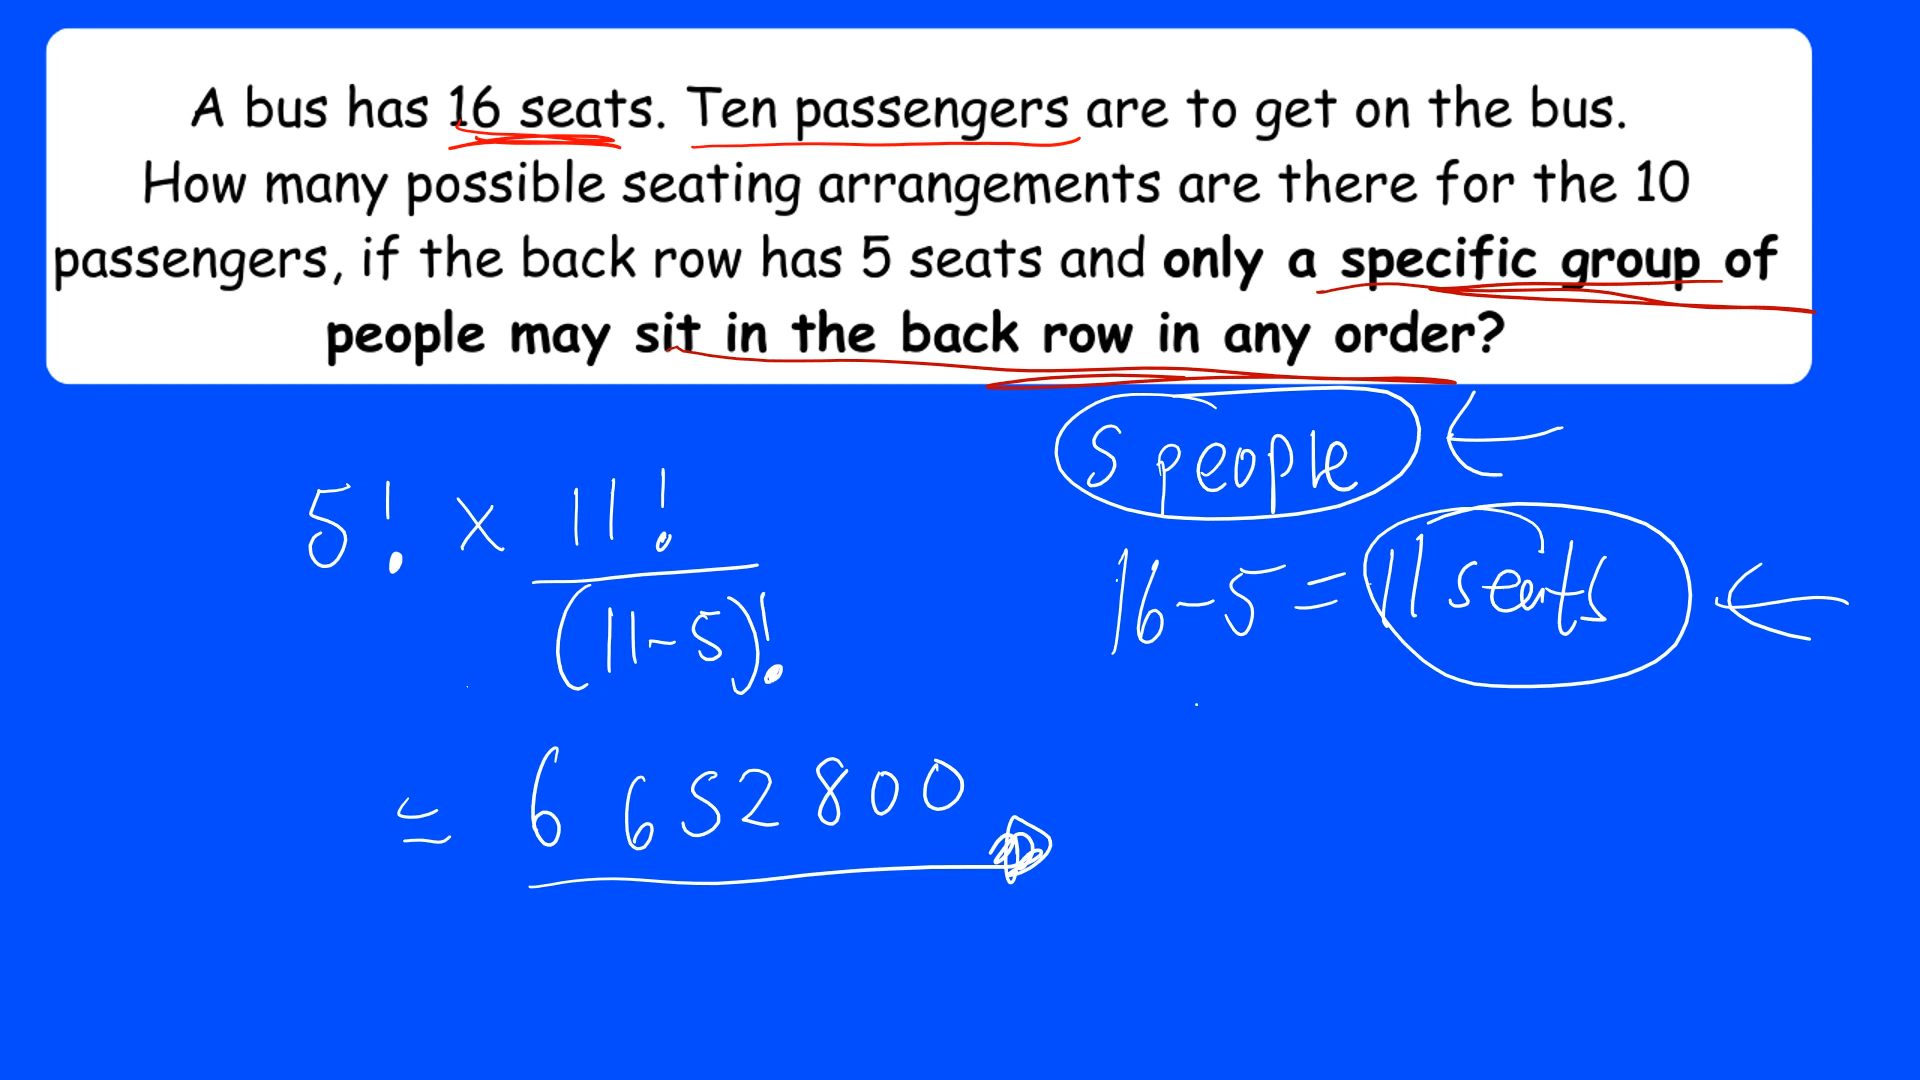 A bus has 16 seats. Ten passengers are to get on the bus.
How many possible seating arrangements are there for the 10
passengers, if the back row has 5 seats and only a specific group of
people may sit in the back row in any order?
5 people
5! x 11!
(11-5)!
16-5=11 seats
= 6 652800